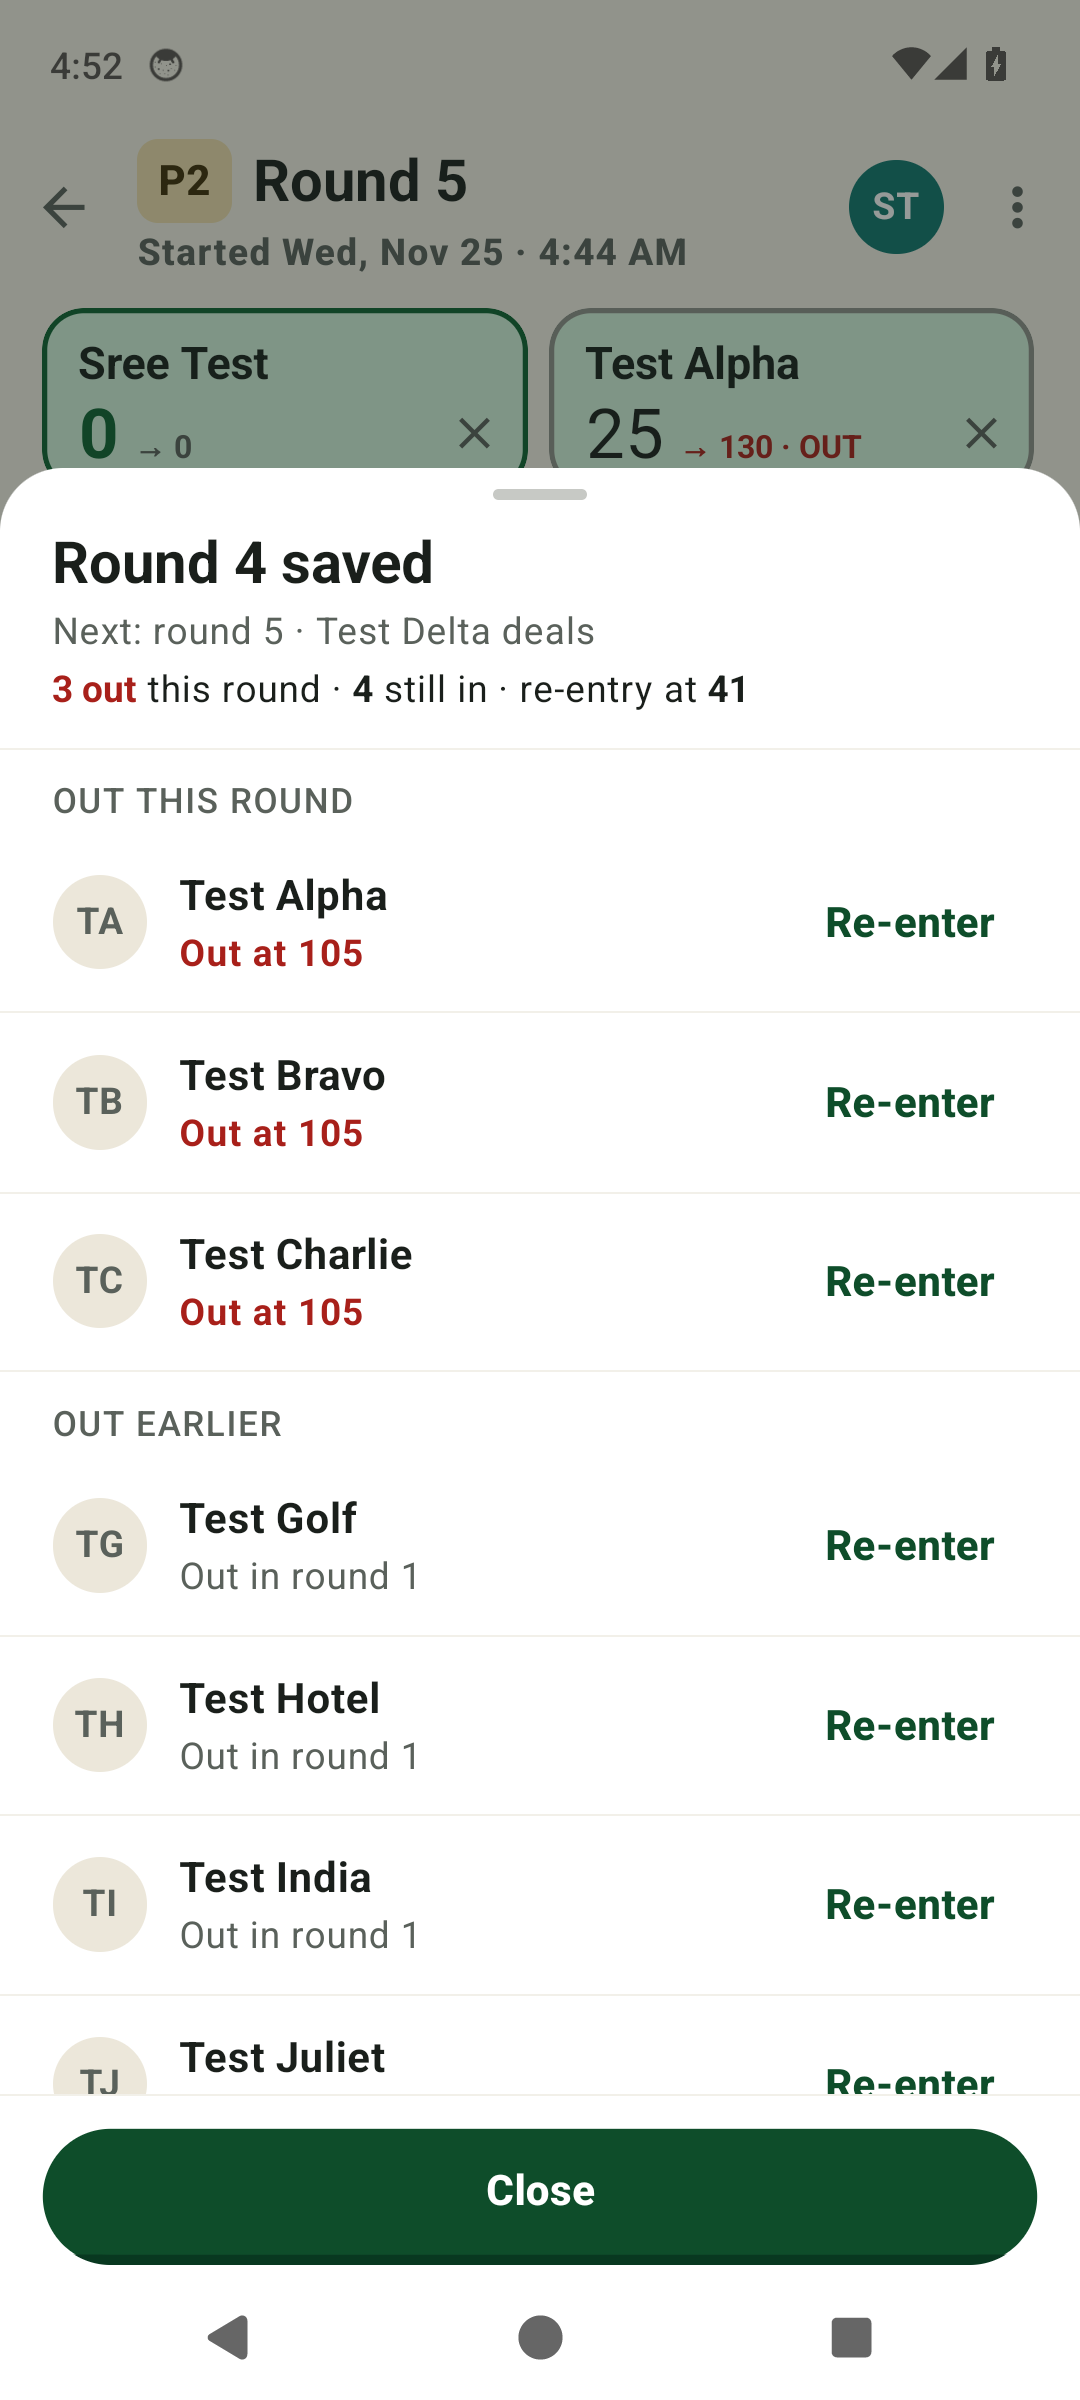 4:52
P2 Round 5
Started Wed, Nov 25 · 4:44 AM
ST
Sree Test
0 → 0
Test Alpha
25 → 130 · OUT
Round 4 saved
Next: round 5 · Test Delta deals
3 out this round · 4 still in · re-entry at 41
OUT THIS ROUND
TA
Test Alpha
Out at 105
Re-enter
TB
Test Bravo
Out at 105
Re-enter
TC
Test Charlie
Out at 105
Re-enter
OUT EARLIER
TG
Test Golf
Out in round 1
Re-enter
TH
Test Hotel
Out in round 1
Re-enter
TI
Test India
Out in round 1
Re-enter
TJ
Test Juliet
Re-enter
Close